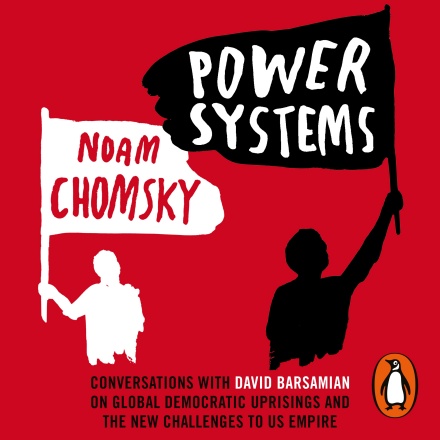 POWER
SYSTEMS
NOAM
CHOMSKY
CONVERSATIONS WITH DAVID BARSAMIAN
ON GLOBAL DEMOCRATIC UPRISINGS AND
THE NEW CHALLENGES TO US EMPIRE